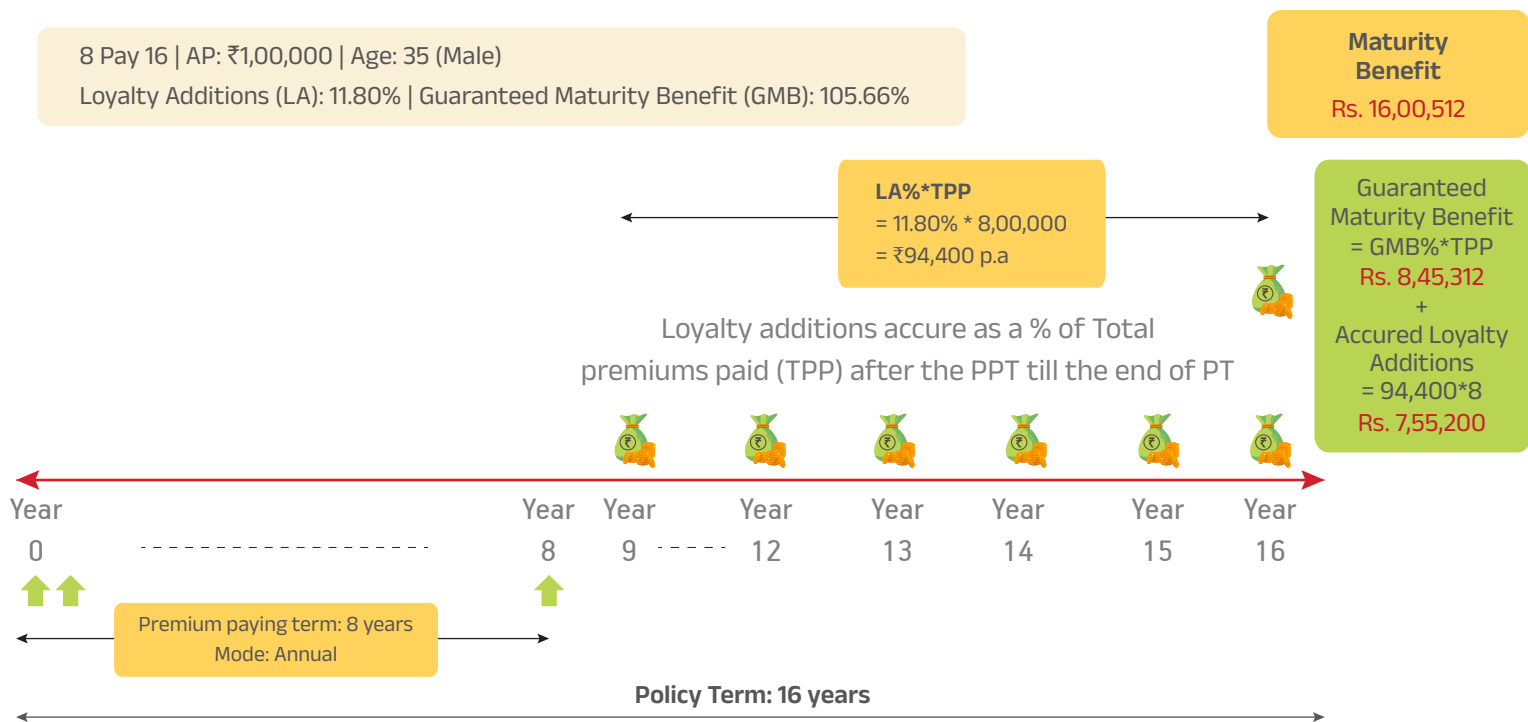 8 Pay 16 | AP: ₹1,00,000 | Age: 35 (Male)
Loyalty Additions (LA): 11.80% | Guaranteed Maturity Benefit (GMB): 105.66%
Maturity
Benefit
Rs. 16,00,512
LA%*TPP
= 11.80% * 8,00,000
= ₹94,400 p.a
Guaranteed
Maturity Benefit
= GMB%*TPP
Rs. 8,45,312
+
Accured Loyalty
Additions
= 94,400*8
Rs. 7,55,200
Loyalty additions accure as a % of Total
premiums paid (TPP) after the PPT till the end of PT
₹
₹ ₹ ₹ ₹ ₹ ₹
Year Year Year Year Year Year Year Year
0 8 9 12 13 14 15 16
Premium paying term: 8 years
Mode: Annual
Policy Term: 16 years